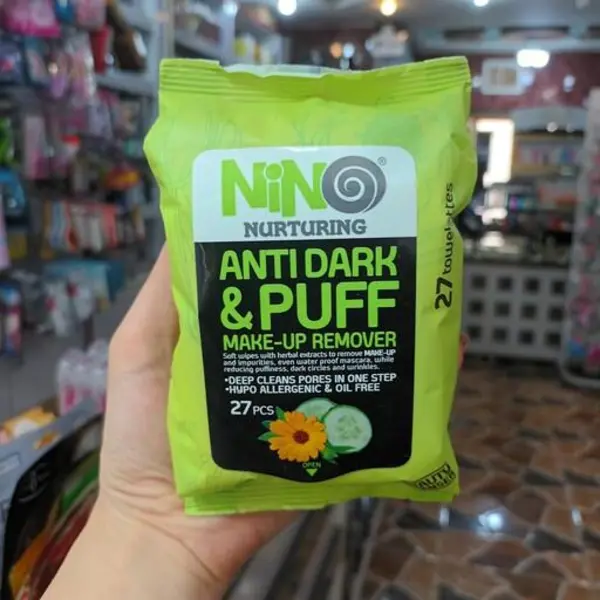 NiNO®
NURTURING
ANTI DARK
& PUFF
MAKE-UP REMOVER
Soft wipes with herbal extracts to remove MAKE-UP
and impurities, even water proof mascara, while
reducing puffiness, dark circles and wrinkles.
•DEEP CLEANS PORES IN ONE STEP
•HYPO ALLERGENIC & OIL FREE
27 PCS
OPEN
27 towelettes